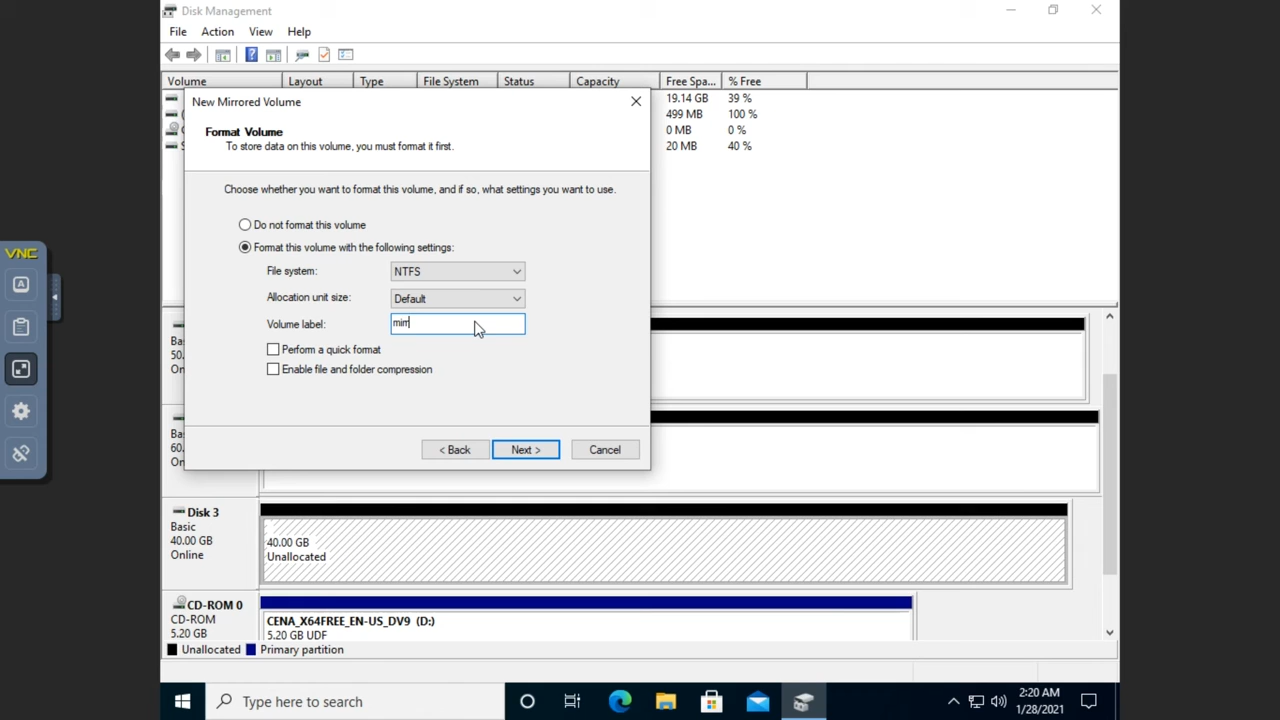 Disk Management
File Action View Help
Volume Layout Type File System Status Capacity Free Spa... % Free
19.14 GB 39 %
499 MB 100 %
0 MB 0 %
20 MB 40 %
New Mirrored Volume
Format Volume
To store data on this volume, you must format it first.
Choose whether you want to format this volume, and if so, what settings you want to use.
Do not format this volume
Format this volume with the following settings:
File system: NTFS
Allocation unit size: Default
Volume label: mirr
Perform a quick format
Enable file and folder compression
< Back Next > Cancel
VNC
A
Ba
50.
On
Ba
60.
On
Disk 3
Basic
40.00 GB
Online
40.00 GB
Unallocated
CD-ROM 0
CD-ROM
5.20 GB
CENA_X64FREE_EN-US_DV9 (D:)
5.20 GB UDF
Unallocated Primary partition
Type here to search
2:20 AM
1/28/2021